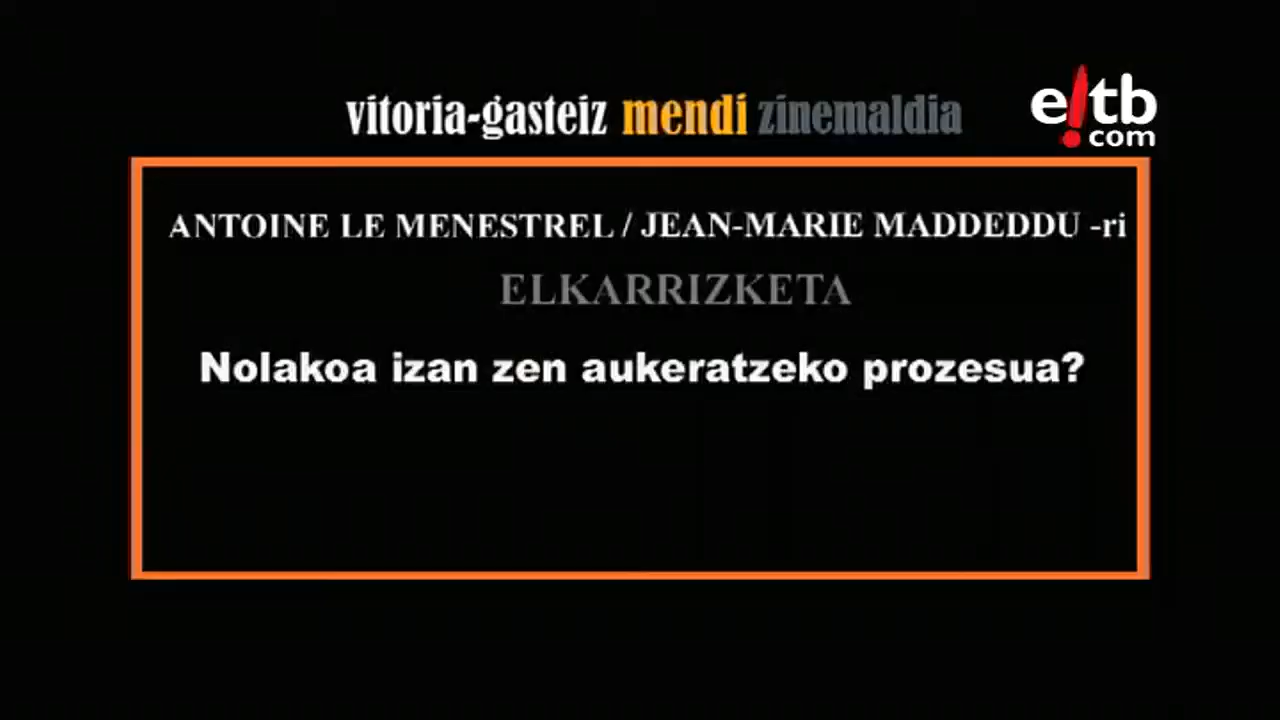 vitoria-gasteiz mendi zinemaldia
eitb
.com
ANTOINE LE MENESTREL / JEAN-MARIE MADDEDDU -ri
ELKARRIZKETA
Nolakoa izan zen aukeratzeko prozesua?